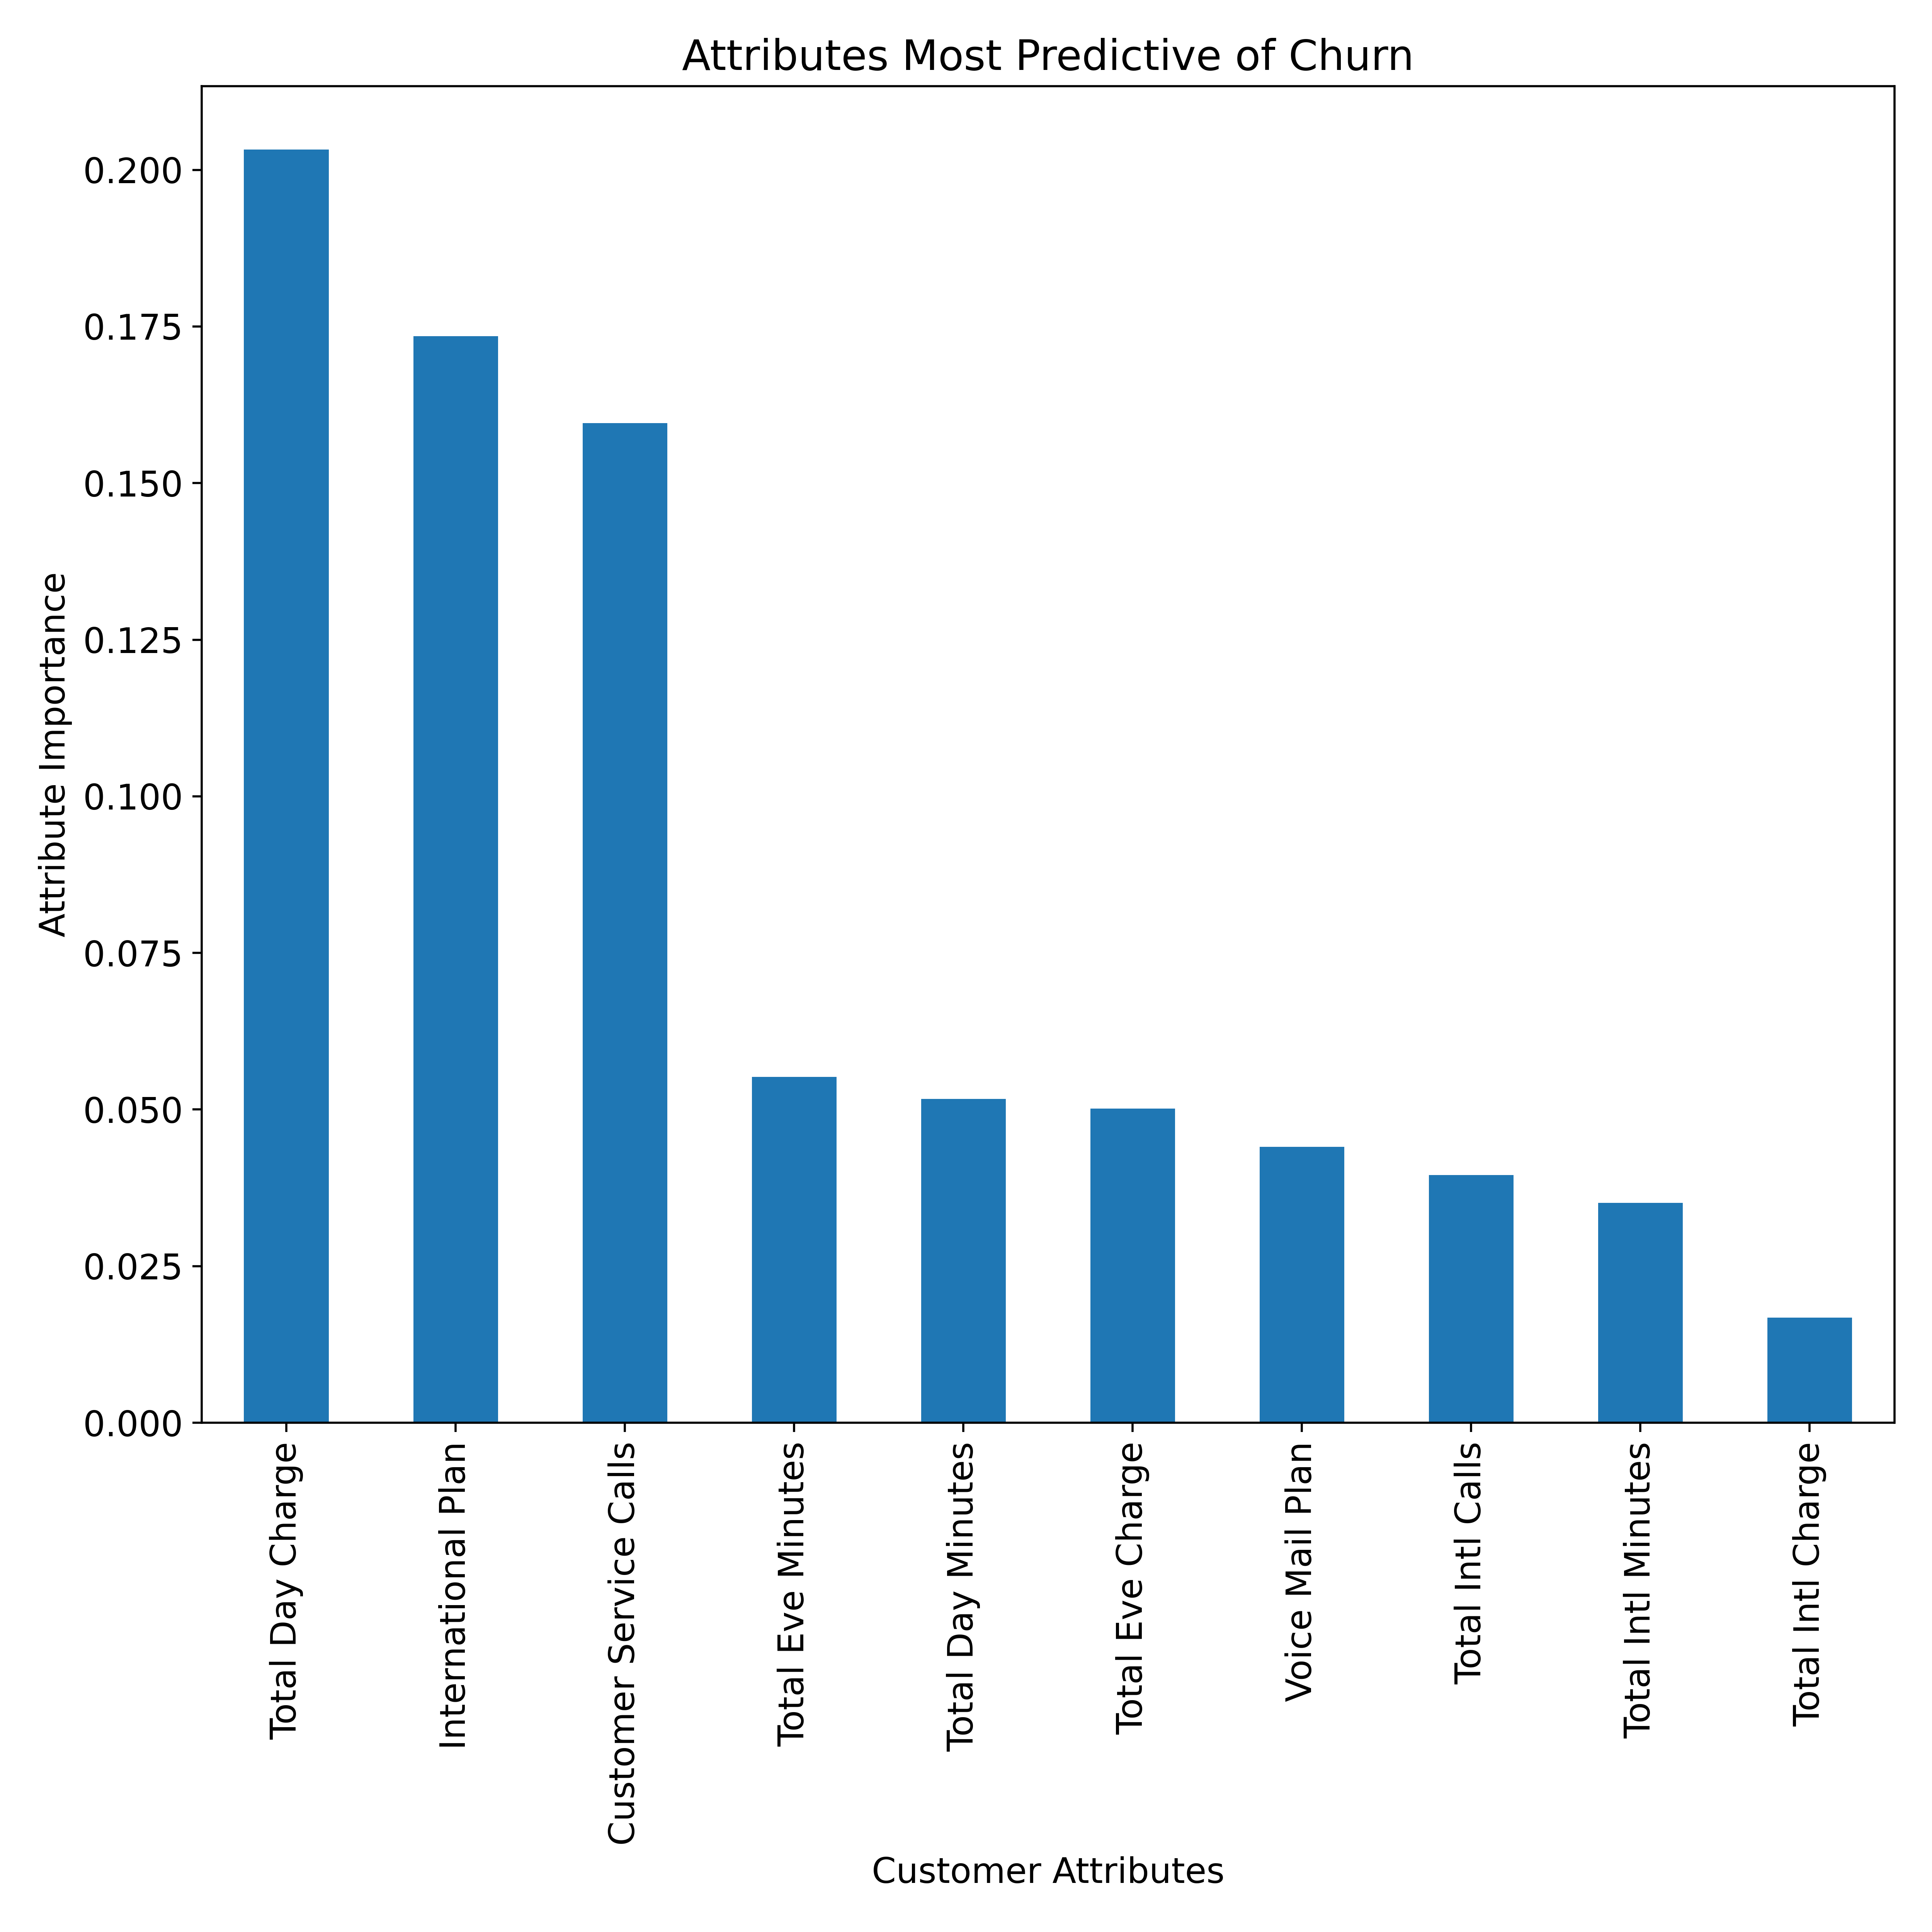 Attributes Most Predictive of Churn
Attribute Importance
0.200
0.175
0.150
0.125
0.100
0.075
0.050
0.025
0.000
Total Day Charge
International Plan
Customer Service Calls
Total Eve Minutes
Total Day Minutes
Total Eve Charge
Voice Mail Plan
Total Intl Calls
Total Intl Minutes
Total Intl Charge
Customer Attributes